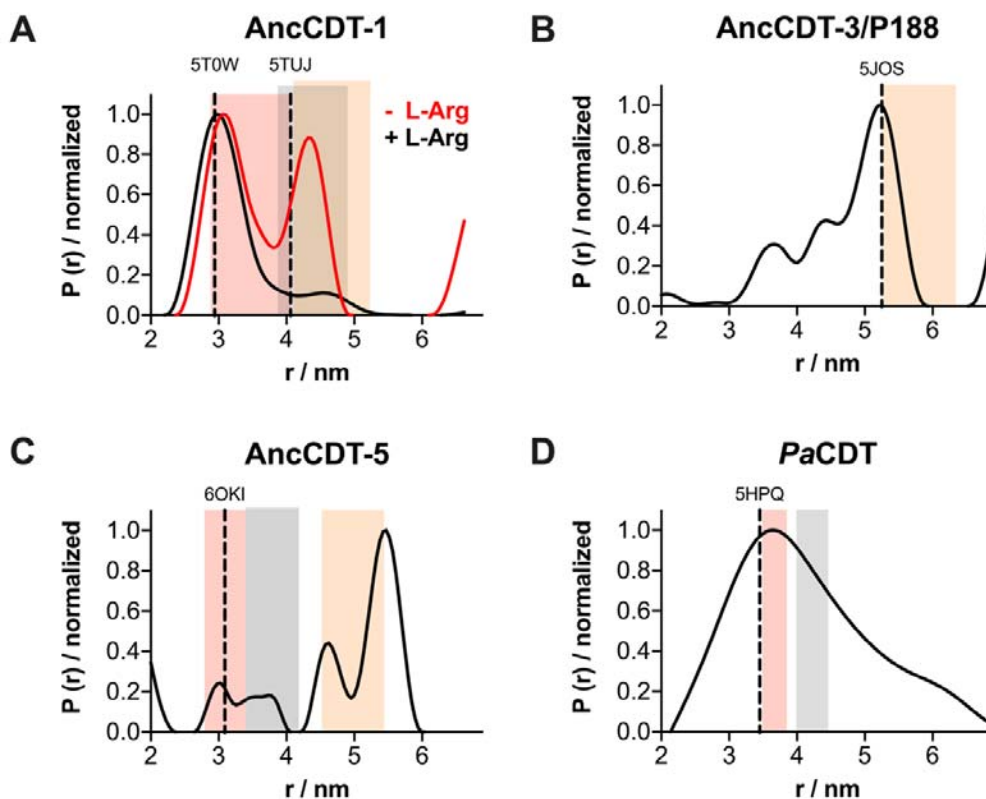 A
AncCDT-1
5T0W 5TUJ
- L-Arg
+ L-Arg
P (r) / normalized
1.0
0.8
0.6
0.4
0.2
0.0
2 3 4 5 6
r / nm
B
AncCDT-3/P188
5JOS
P (r) / normalized
1.0
0.8
0.6
0.4
0.2
0.0
2 3 4 5 6
r / nm
C
AncCDT-5
6OKI
P (r) / normalized
1.0
0.8
0.6
0.4
0.2
0.0
2 3 4 5 6
r / nm
D
PaCDT
5HPQ
P (r) / normalized
1.0
0.8
0.6
0.4
0.2
0.0
2 3 4 5 6
r / nm